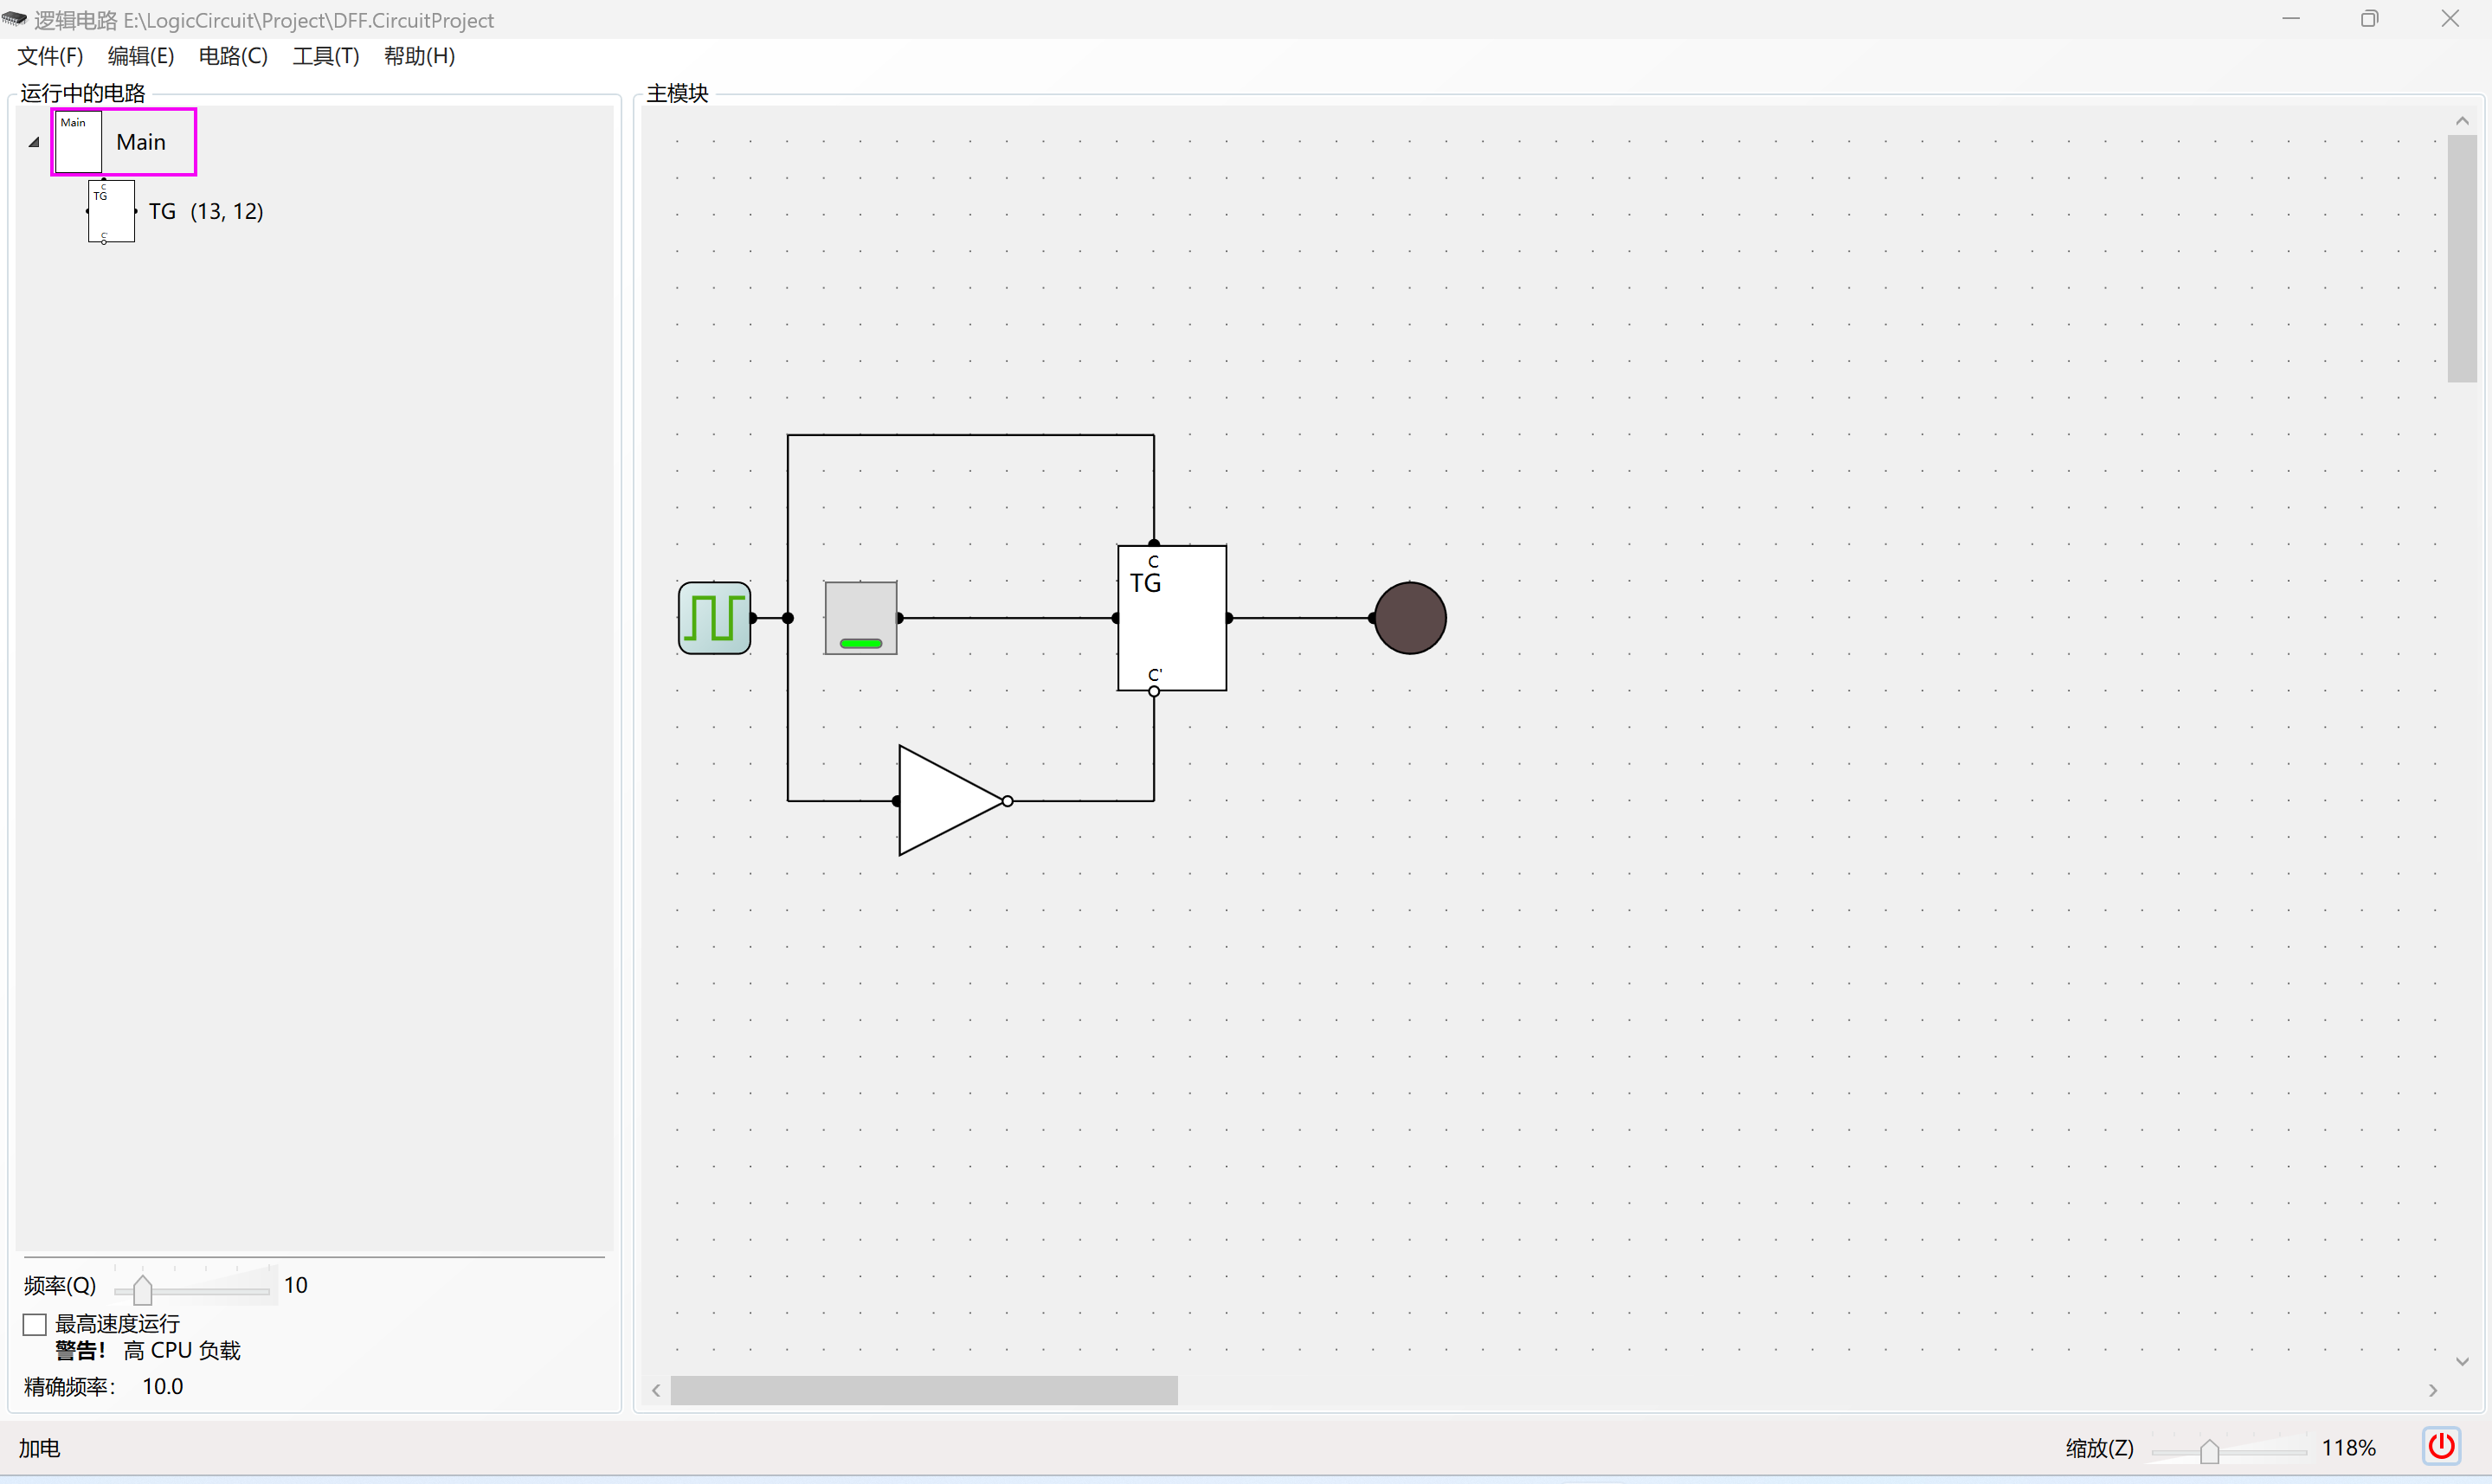 逻辑电路 E:\LogicCircuit\Project\DFF.CircuitProject
文件(F) 编辑(E) 电路(C) 工具(T) 帮助(H)
运行中的电路
Main
Main
C
TG
C'
TG (13, 12)
频率(Q) 10
最高速度运行
警告! 高 CPU 负载
精确频率: 10.0
主模块
C
TG
C'
加电
缩放(Z) 118%